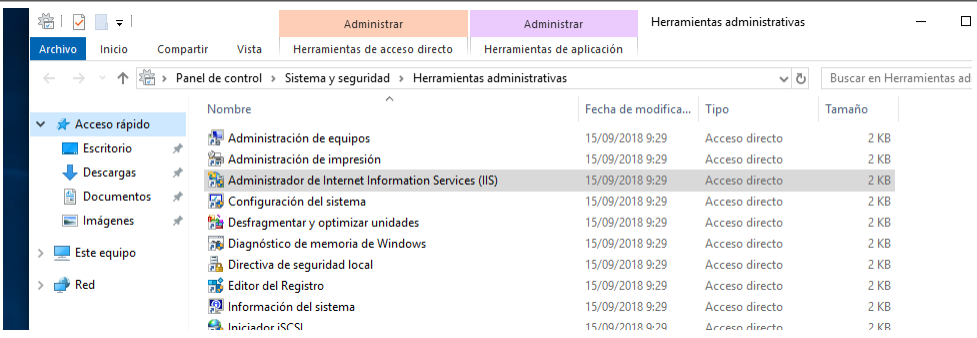 Administrar Administrar Herramientas administrativas
Archivo Inicio Compartir Vista Herramientas de acceso directo Herramientas de aplicación
Panel de control Sistema y seguridad Herramientas administrativas Buscar en Herramientas ad
Nombre Fecha de modifica... Tipo Tamaño
Acceso rápido
Escritorio
Descargas
Documentos
Imágenes
Este equipo
Red
Administración de equipos 15/09/2018 9:29 Acceso directo 2 KB
Administración de impresión 15/09/2018 9:29 Acceso directo 2 KB
Administrador de Internet Information Services (IIS) 15/09/2018 9:29 Acceso directo 2 KB
Configuración del sistema 15/09/2018 9:29 Acceso directo 2 KB
Desfragmentar y optimizar unidades 15/09/2018 9:29 Acceso directo 2 KB
Diagnóstico de memoria de Windows 15/09/2018 9:29 Acceso directo 2 KB
Directiva de seguridad local 15/09/2018 9:29 Acceso directo 2 KB
Editor del Registro 15/09/2018 9:29 Acceso directo 2 KB
Información del sistema 15/09/2018 9:29 Acceso directo 2 KB
Iniciador iSCSI 15/09/2018 9:29 Acceso directo 2 KB